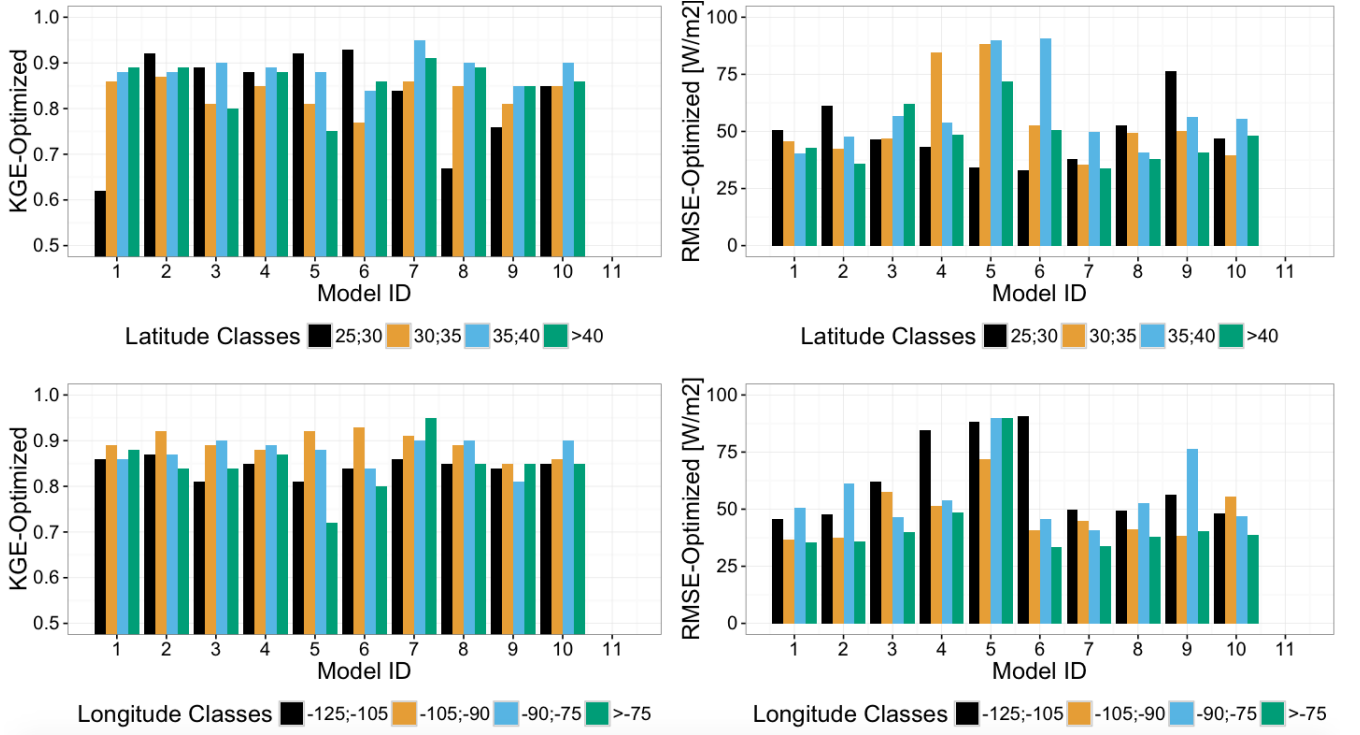 KGE-Optimized
1.0
0.9
0.8
0.7
0.6
0.5
1 2 3 4 5 6 7 8 9 10 11
Model ID
Latitude Classes 25;30 30;35 35;40 >40
RMSE-Optimized [W/m2]
100
75
50
25
0
1 2 3 4 5 6 7 8 9 10 11
Model ID
Latitude Classes 25;30 30;35 35;40 >40
KGE-Optimized
1.0
0.9
0.8
0.7
0.6
0.5
1 2 3 4 5 6 7 8 9 10 11
Model ID
Longitude Classes -125;-105 -105;-90 -90;-75 >-75
RMSE-Optimized [W/m2]
100
75
50
25
0
1 2 3 4 5 6 7 8 9 10 11
Model ID
Longitude Classes -125;-105 -105;-90 -90;-75 >-75